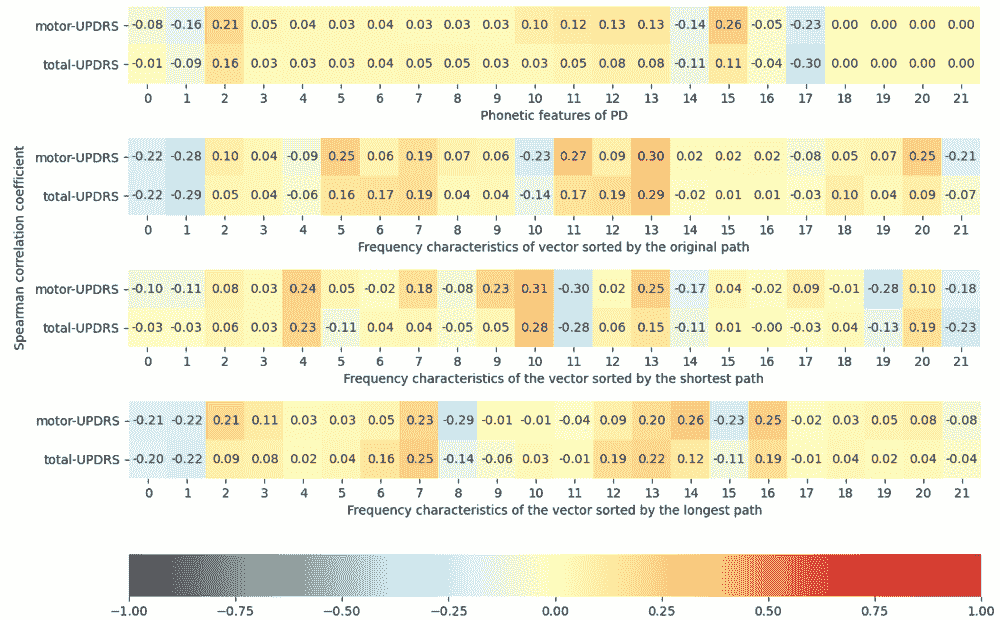 motor-UPDRS -0.08 -0.16 0.21 0.05 0.04 0.03 0.04 0.03 0.03 0.03 0.10 0.12 0.13 0.13 -0.14 0.26 -0.05 -0.23 0.00 0.00 0.00 0.00
total-UPDRS -0.01 -0.09 0.16 0.03 0.03 0.03 0.04 0.03 0.05 0.05 0.03 0.05 0.08 0.08 -0.11 0.11 -0.04 -0.30 0.00 0.00 0.00 0.00
0 1 2 3 4 5 6 7 8 9 10 11 12 13 14 15 16 17 18 19 20 21
Phonetic features of PD
Spearman correlation coefficient
motor-UPDRS -0.22 -0.28 0.10 0.04 -0.09 0.25 0.06 0.19 0.07 0.06 -0.23 0.27 0.09 0.30 0.02 0.02 0.02 -0.08 0.05 0.07 0.25 -0.21
total-UPDRS -0.22 -0.29 0.05 0.04 -0.06 0.16 0.17 0.19 0.04 0.04 -0.14 0.17 0.19 0.29 -0.02 0.01 0.01 -0.03 0.10 0.04 0.09 -0.07
0 1 2 3 4 5 6 7 8 9 10 11 12 13 14 15 16 17 18 19 20 21
Frequency characteristics of vector sorted by the original path
motor-UPDRS -0.10 -0.11 0.08 0.03 0.24 0.05 -0.02 0.18 -0.08 0.23 0.31 -0.30 0.02 0.25 -0.17 0.04 -0.02 0.09 -0.01 -0.28 0.10 -0.18
total-UPDRS -0.03 -0.03 0.06 0.03 0.23 -0.11 0.04 0.04 -0.05 0.05 0.28 -0.28 0.06 0.15 -0.11 0.01 -0.00 -0.03 0.04 -0.13 0.19 -0.23
0 1 2 3 4 5 6 7 8 9 10 11 12 13 14 15 16 17 18 19 20 21
Frequency characteristics of the vector sorted by the shortest path
motor-UPDRS -0.21 -0.22 0.21 0.11 0.03 0.03 0.05 0.23 -0.29 -0.01 -0.01 -0.04 0.09 0.20 0.26 -0.23 0.25 -0.02 0.03 0.05 0.08 -0.08
total-UPDRS -0.20 -0.22 0.09 0.08 0.02 0.04 0.16 0.25 -0.14 -0.06 0.03 -0.01 0.19 0.22 0.12 -0.11 0.19 -0.01 0.04 0.02 0.04 -0.04
0 1 2 3 4 5 6 7 8 9 10 11 12 13 14 15 16 17 18 19 20 21
Frequency characteristics of the vector sorted by the longest path
−1.00 −0.75 −0.50 −0.25 0.00 0.25 0.50 0.75 1.00